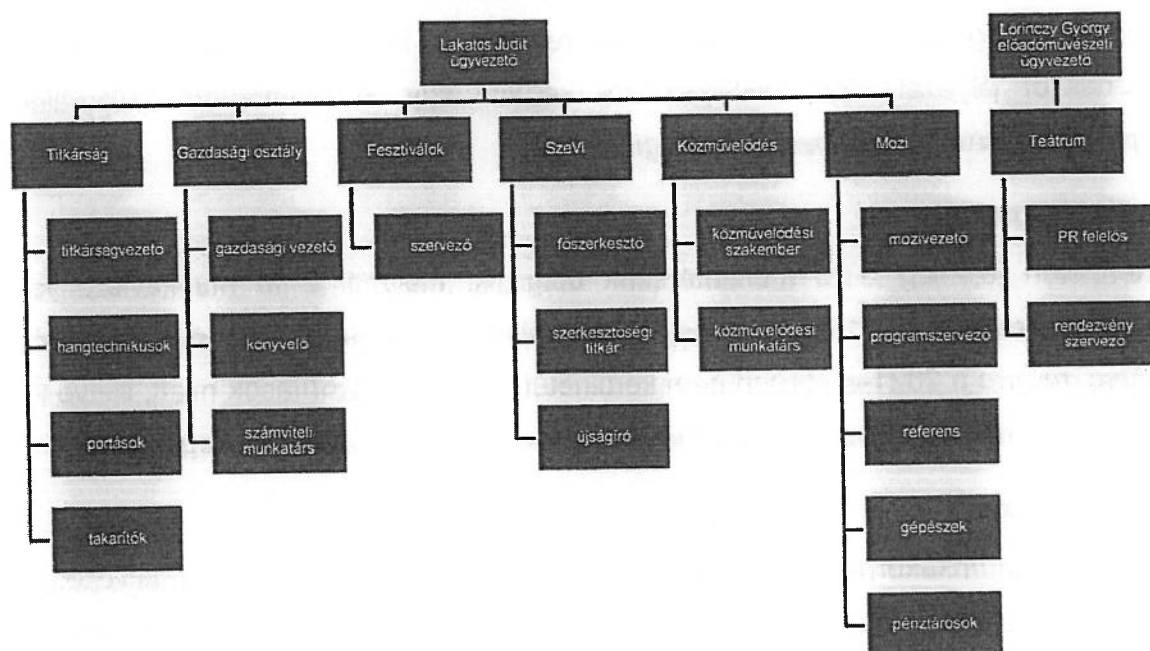 Lakatos Judit
ügyvezető
Lőrinczy György
előadóművészeti
ügyvezető
Titkárság
Gazdasági osztály
Fesztiválok
SzeVi
Közművelődés
Mozi
Teátrum
titkárságvezető
hangtechnikusok
portások
takarítók
gazdasági vezető
könyvelő
számviteli
munkatárs
szervező
főszerkesztő
szerkesztőségi
titkár
újságíró
közművelődési
szakember
közművelődési
munkatárs
mozivezető
programszervező
referens
gépészek
pénztárosok
PR felelős
rendezvény
szervező